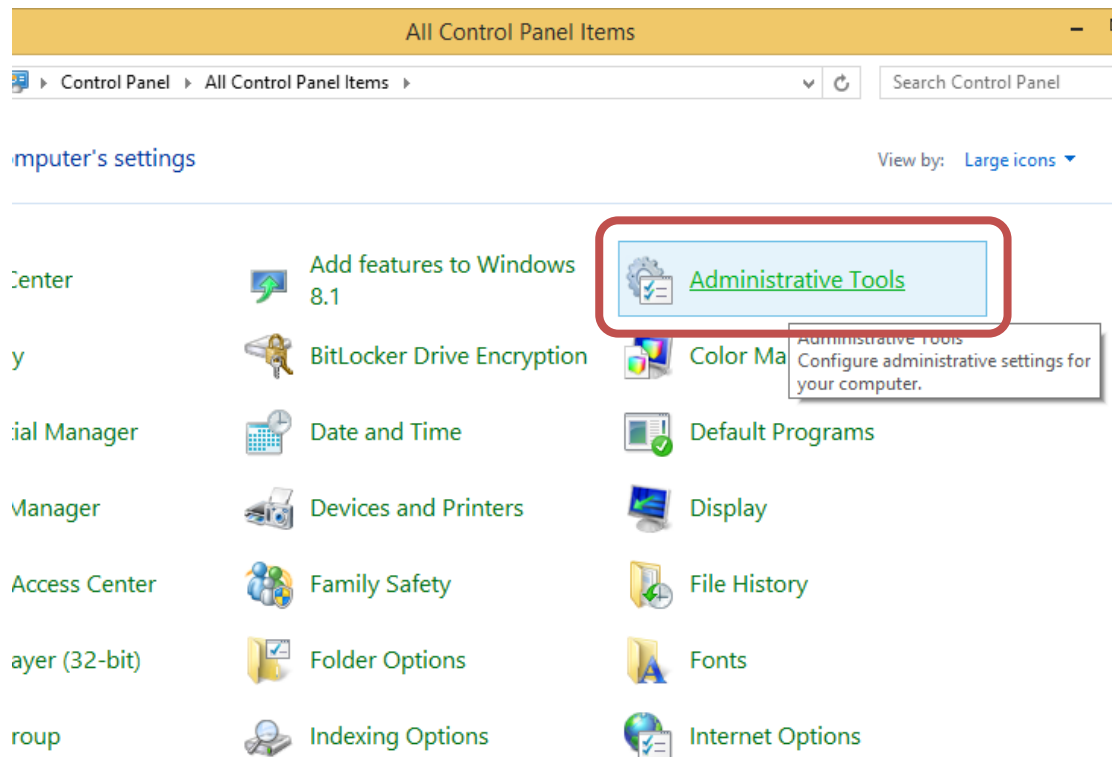 All Control Panel Items
Control Panel All Control Panel Items
Search Control Panel
omputer's settings
View by: Large icons
Center
Add features to Windows
8.1
Administrative Tools
y
BitLocker Drive Encryption
Color Ma
Administrative Tools
Configure administrative settings for
your computer.
tial Manager
Date and Time
Default Programs
Manager
Devices and Printers
Display
Access Center
Family Safety
File History
ayer (32-bit)
Folder Options
Fonts
roup
Indexing Options
Internet Options